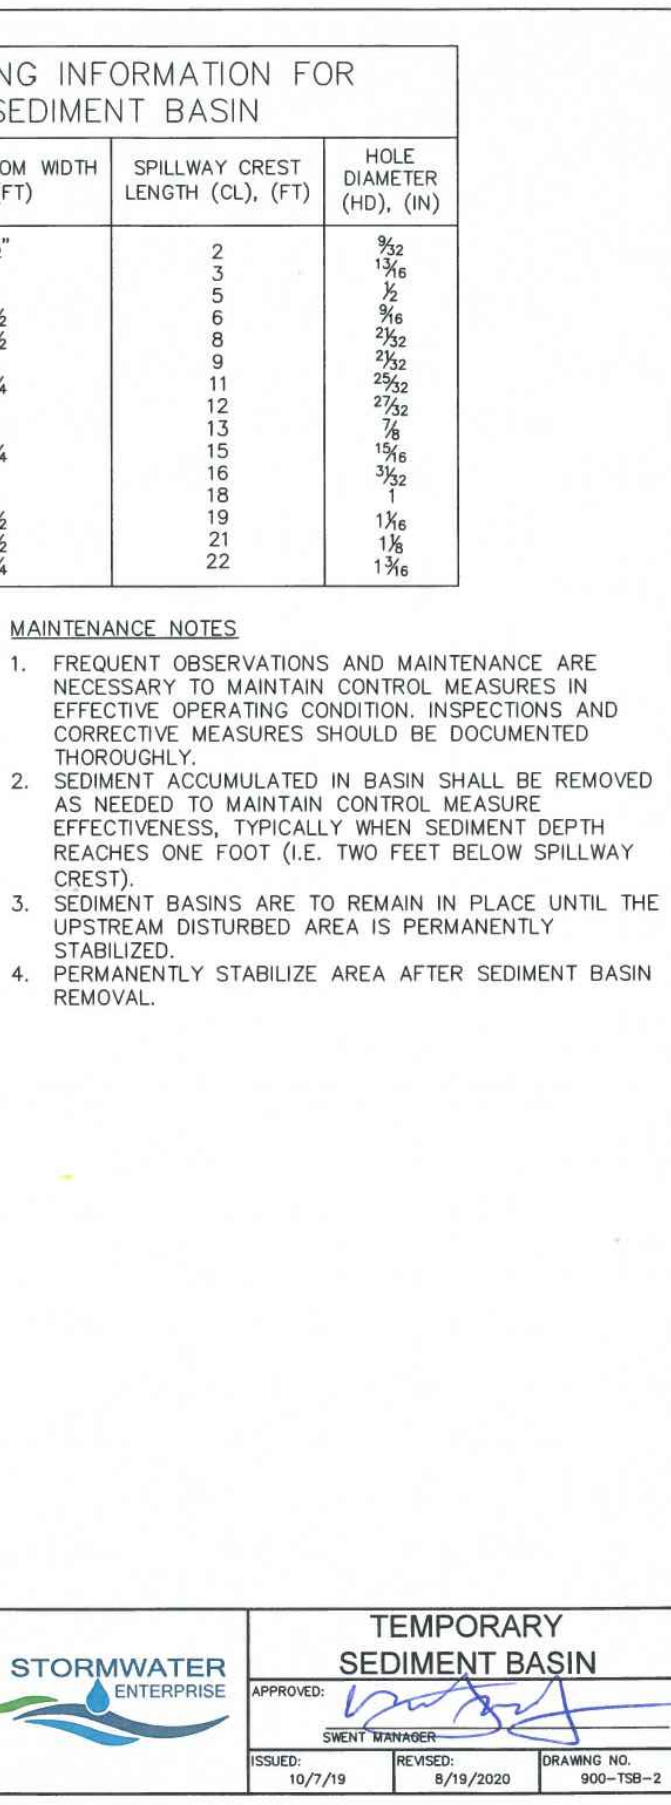 NG INFORMATION FOR
SEDIMENT BASIN
OM WIDTH
FT)
SPILLWAY CREST
LENGTH (CL), (FT)
HOLE
DIAMETER
(HD), (IN)
2 9/32
3 13/16
5 1/2
6 9/16
8 21/32
9 21/32
11 25/32
12 27/32
13 7/8
15 15/16
16 31/32
18 1
19 1 1/16
21 1 1/8
22 1 3/16
MAINTENANCE NOTES
1. FREQUENT OBSERVATIONS AND MAINTENANCE ARE
NECESSARY TO MAINTAIN CONTROL MEASURES IN
EFFECTIVE OPERATING CONDITION. INSPECTIONS AND
CORRECTIVE MEASURES SHOULD BE DOCUMENTED
THOROUGHLY.
2. SEDIMENT ACCUMULATED IN BASIN SHALL BE REMOVED
AS NEEDED TO MAINTAIN CONTROL MEASURE
EFFECTIVENESS, TYPICALLY WHEN SEDIMENT DEPTH
REACHES ONE FOOT (I.E. TWO FEET BELOW SPILLWAY
CREST).
3. SEDIMENT BASINS ARE TO REMAIN IN PLACE UNTIL THE
UPSTREAM DISTURBED AREA IS PERMANENTLY
STABILIZED.
4. PERMANENTLY STABILIZE AREA AFTER SEDIMENT BASIN
REMOVAL.
STORMWATER
ENTERPRISE
TEMPORARY
SEDIMENT BASIN
APPROVED:
SWENT MANAGER
ISSUED:
10/7/19
REVISED:
8/19/2020
DRAWING NO.
900-TSB-2